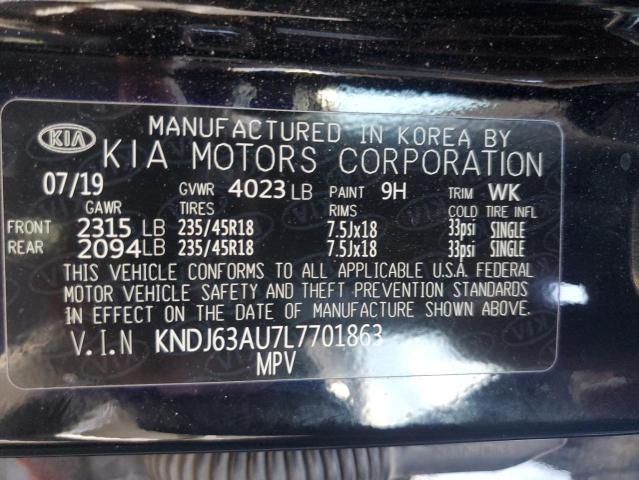 KIA
MANUFACTURED IN KOREA BY
KIA MOTORS CORPORATION
07/19 GVWR 4023 LB PAINT 9H TRIM WK
GAWR TIRES RIMS COLD TIRE INFL
FRONT 2315 LB 235/45R18 7.5Jx18 33psi SINGLE
REAR 2094LB 235/45R18 7.5Jx18 33psi SINGLE
THIS VEHICLE CONFORMS TO ALL APPLICABLE U.S.A. FEDERAL
MOTOR VEHICLE SAFETY AND THEFT PREVENTION STANDARDS
IN EFFECT ON THE DATE OF MANUFACTURE SHOWN ABOVE.
V.I.N KNDJ63AU7L7701863
MPV